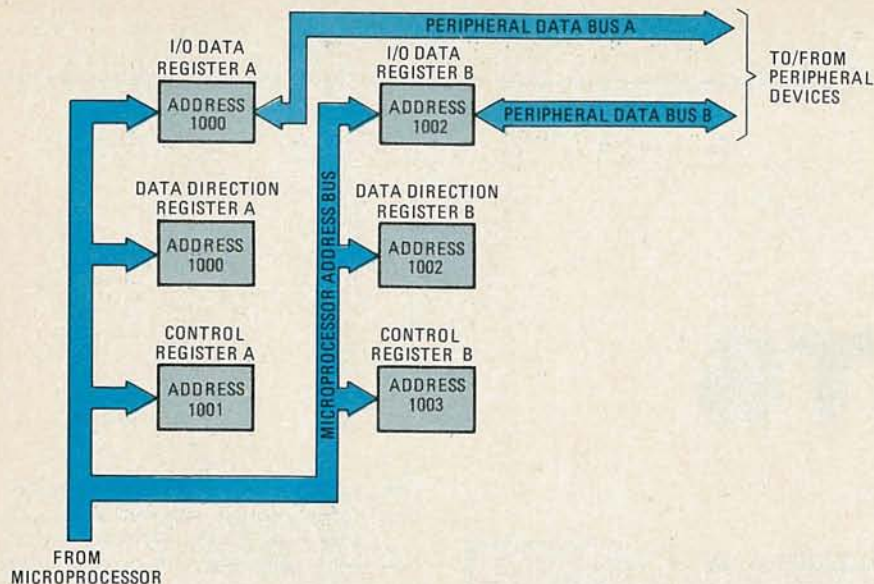 PERIPHERAL DATA BUS A
I/O DATA
REGISTER A
ADDRESS
1000
I/O DATA
REGISTER B
ADDRESS
1002
PERIPHERAL DATA BUS B
TO/FROM
PERIPHERAL
DEVICES
DATA DIRECTION
REGISTER A
ADDRESS
1000
MICROPROCESSOR ADDRESS BUS
DATA DIRECTION
REGISTER B
ADDRESS
1002
CONTROL
REGISTER A
ADDRESS
1001
CONTROL
REGISTER B
ADDRESS
1003
FROM
MICROPROCESSOR